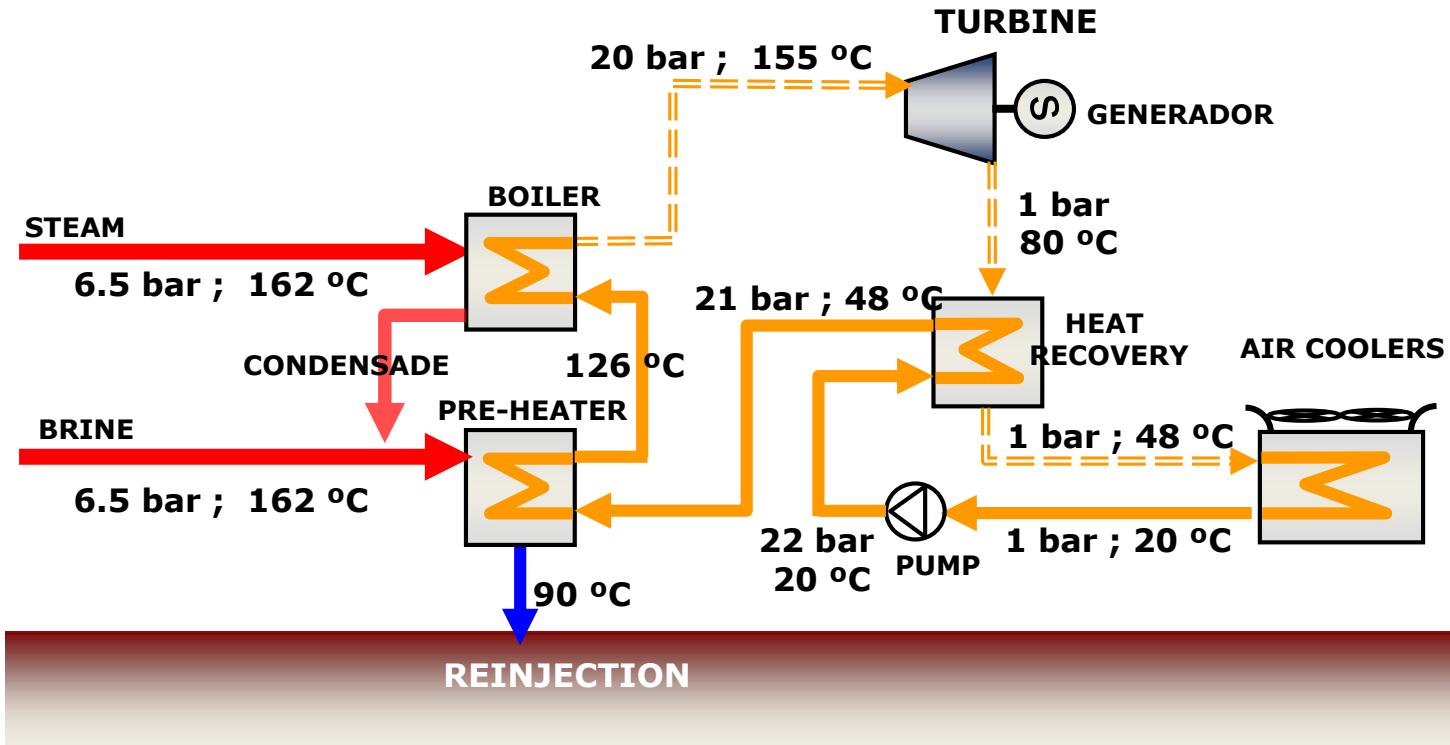 TURBINE
20 bar ;  155 ºC
GENERADOR
BOILER
STEAM
6.5 bar ;  162 ºC
1 bar
80 ºC
21 bar ; 48 ºC
HEAT
RECOVERY
AIR COOLERS
CONDENSADE
126 ºC
PRE-HEATER
BRINE
6.5 bar ;  162 ºC
1 bar ; 48 ºC
22 bar
20 ºC
PUMP
1 bar ; 20 ºC
90 ºC
REINJECTION
S